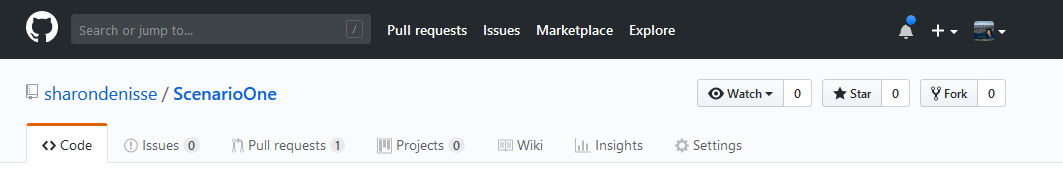 Search or jump to... / Pull requests Issues Marketplace Explore
sharondenisse / ScenarioOne Watch 0 Star 0 Fork 0
Code Issues 0 Pull requests 1 Projects 0 Wiki Insights Settings